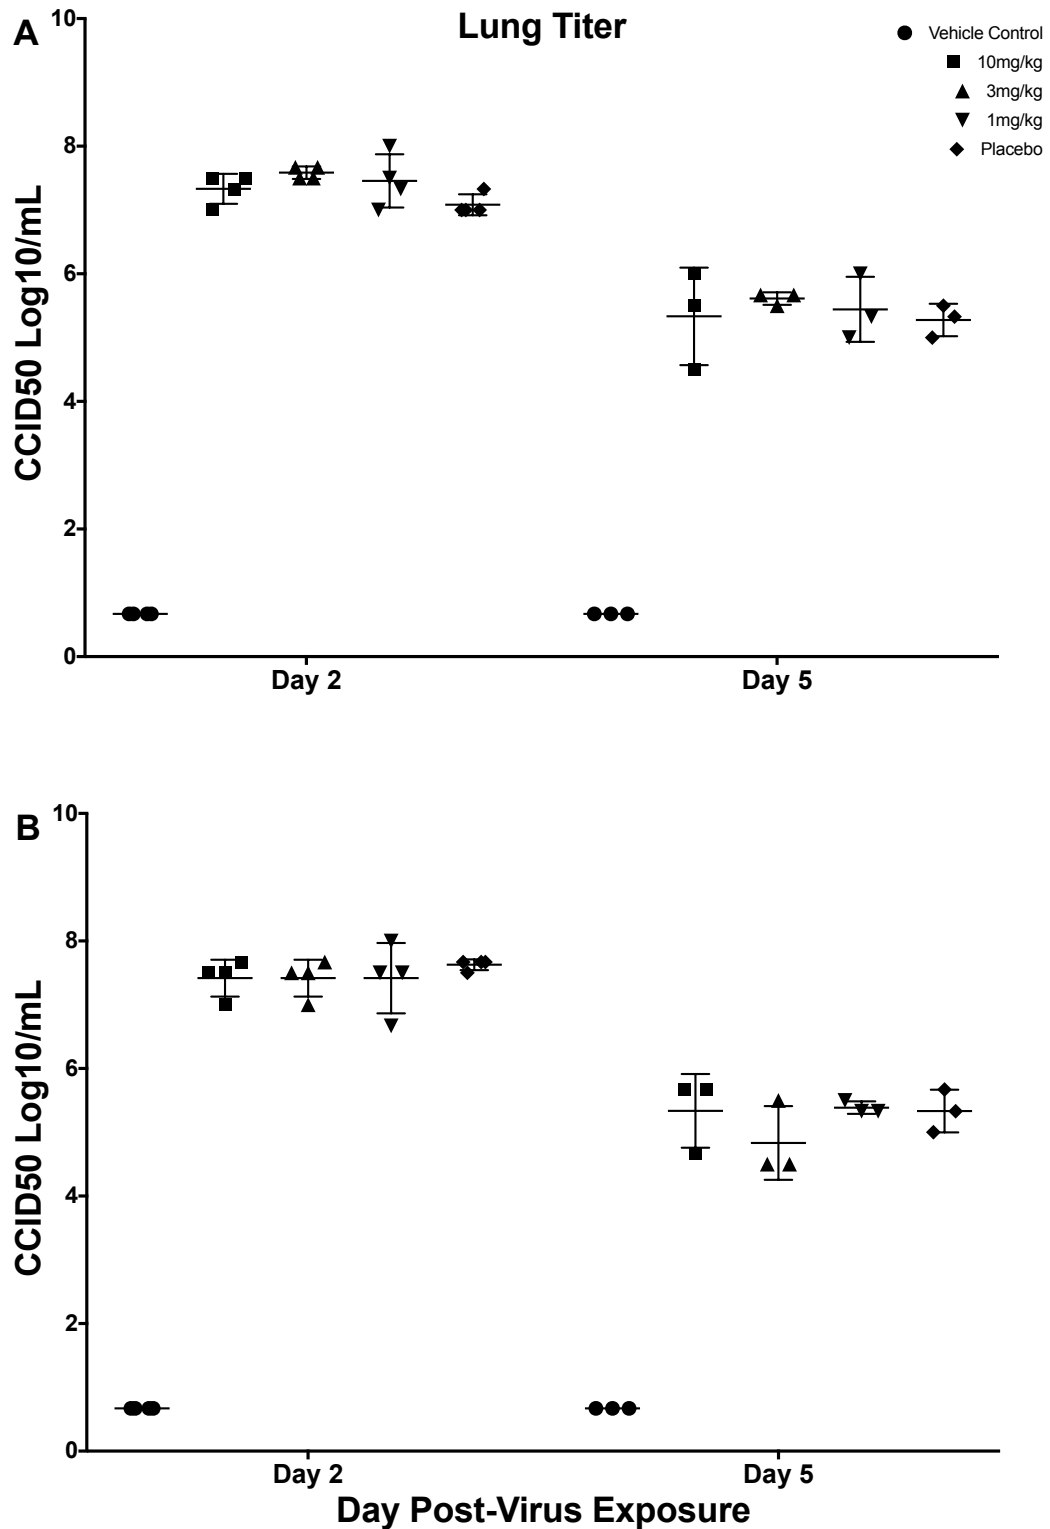 A
Lung Titer
Vehicle Control
10mg/kg
3mg/kg
1mg/kg
Placebo
CCID50 Log10/mL
10
8
6
4
2
0
Day 2
Day 5
B
CCID50 Log10/mL
10
8
6
4
2
0
Day 2
Day 5
Day Post-Virus Exposure